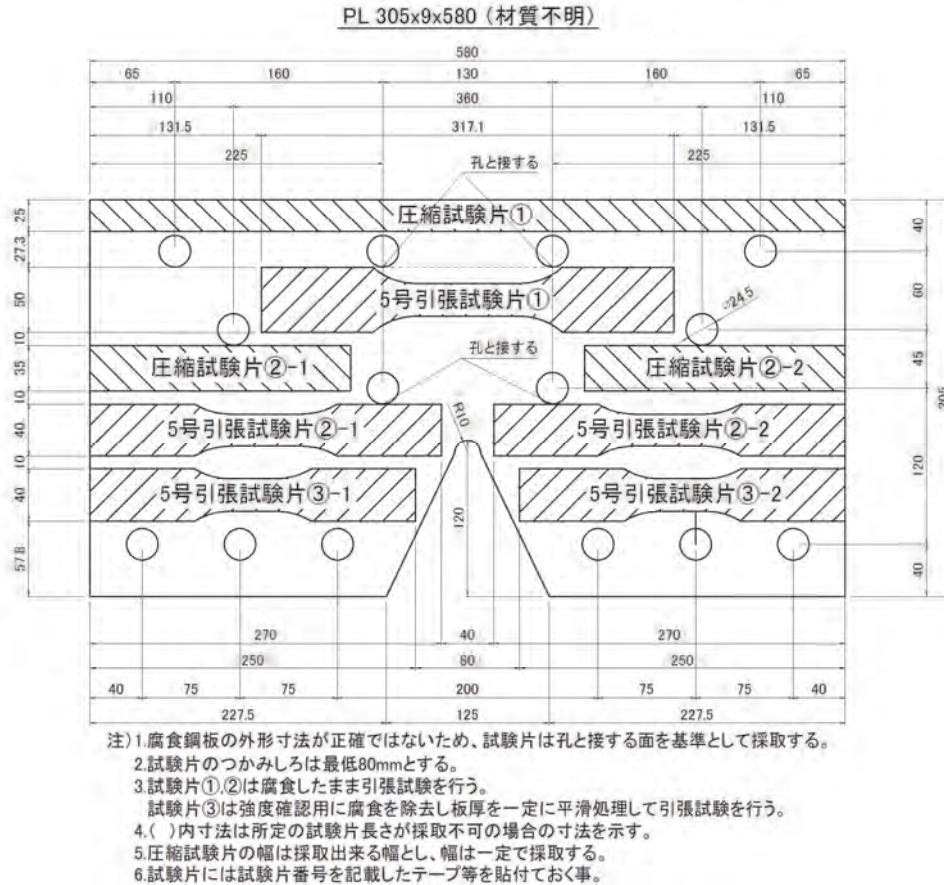 PL 305x9x580 (材質不明)
580
65 160 130 160 65
110 360 110
131.5 317.1 131.5
225 225
孔と接する
圧縮試験片①
25
40
27.3
5号引張試験片①
50
60
ø24.5
10
孔と接する
圧縮試験片②-1
圧縮試験片②-2
35
45
10
305
R10
5号引張試験片②-1
5号引張試験片②-2
40
10
120
5号引張試験片③-1
5号引張試験片③-2
40
120
57.8
40
270 40 270
250 80 250
40 75 75 200 75 75 40
227.5 125 227.5
注)1.腐食鋼板の外形寸法が正確ではないため、試験片は孔と接する面を基準として採取する。
2.試験片のつかみしろは最低80mmとする。
3.試験片①,②は腐食したまま引張試験を行う。
試験片③は強度確認用に腐食を除去し板厚を一定に平滑処理して引張試験を行う。
4.( )内寸法は所定の試験片長さが採取不可の場合の寸法を示す。
5.圧縮試験片の幅は採取出来る幅とし、幅は一定で採取する。
6.試験片には試験片番号を記載したテープ等を貼付ておく事。